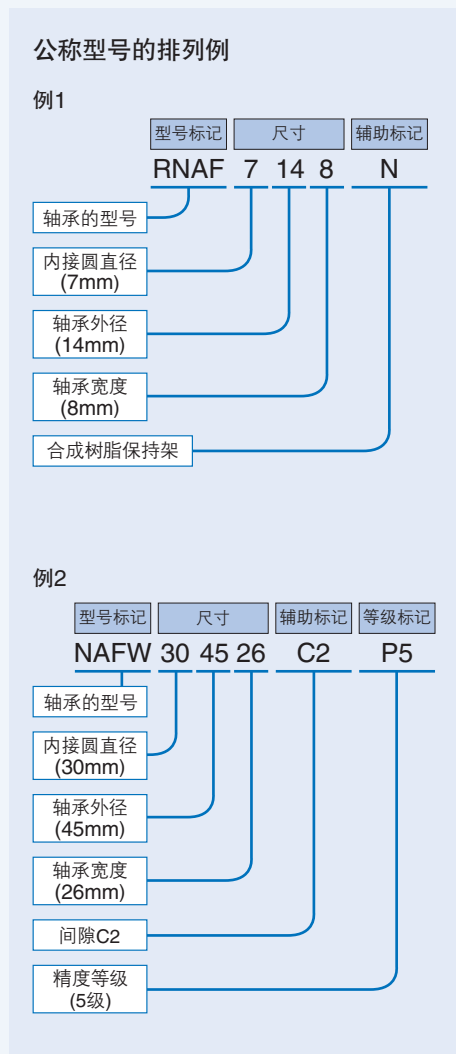 公称型号的排列例
例1
型号标记 尺寸 辅助标记
RNAF 7 14 8 N
轴承的型号
内接圆直径
(7mm)
轴承外径
(14mm)
轴承宽度
(8mm)
合成树脂保持架
例2
型号标记 尺寸 辅助标记 等级标记
NAFW 30 45 26 C2 P5
轴承的型号
内接圆直径
(30mm)
轴承外径
(45mm)
轴承宽度
(26mm)
间隙C2
精度等级
(5级)